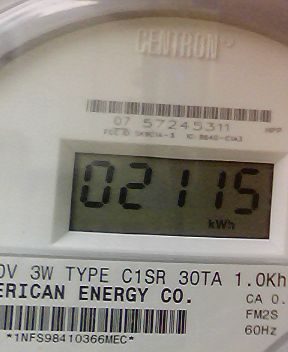 CENTRON
07 57245311
02115
kWh
0V 3W TYPE C1SR 30TA 1.0Kh
ERICAN ENERGY CO.
CA 0.
FM2S
60Hz
*1NFS98410366MEC*